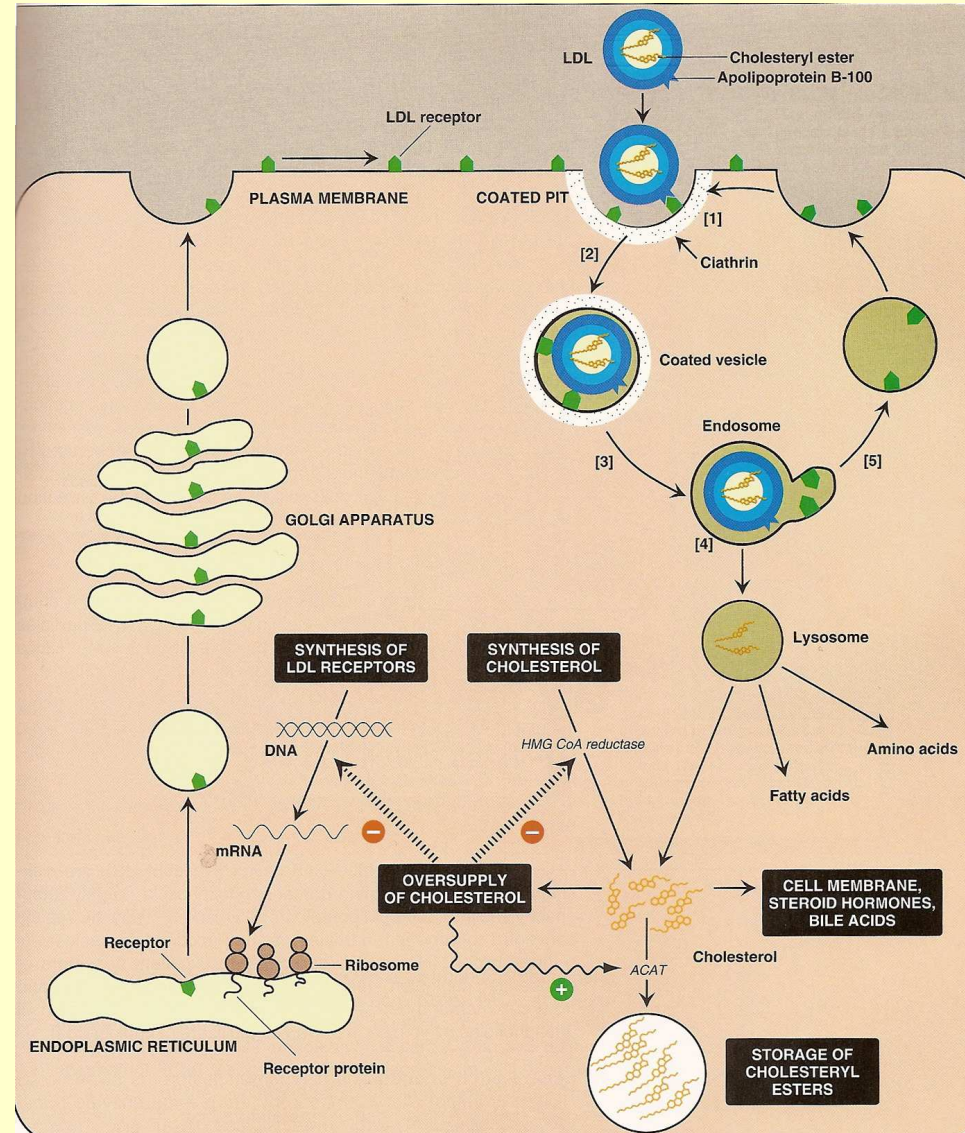 LDL
Cholesteryl ester
Apolipoprotein B-100
LDL receptor
PLASMA MEMBRANE
COATED PIT
[1]
[2]
Ciathrin
Coated vesicle
Endosome
[3]
[5]
GOLGI APPARATUS
[4]
Lysosome
SYNTHESIS OF
LDL RECEPTORS
SYNTHESIS OF
CHOLESTEROL
DNA
HMG CoA reductase
Amino acids
Fatty acids
mRNA
−
−
OVERSUPPLY
OF CHOLESTEROL
CELL MEMBRANE,
STEROID HORMONES,
BILE ACIDS
Receptor
Ribosome
Cholesterol
ACAT
+
ENDOPLASMIC RETICULUM
Receptor protein
STORAGE OF
CHOLESTERYL
ESTERS